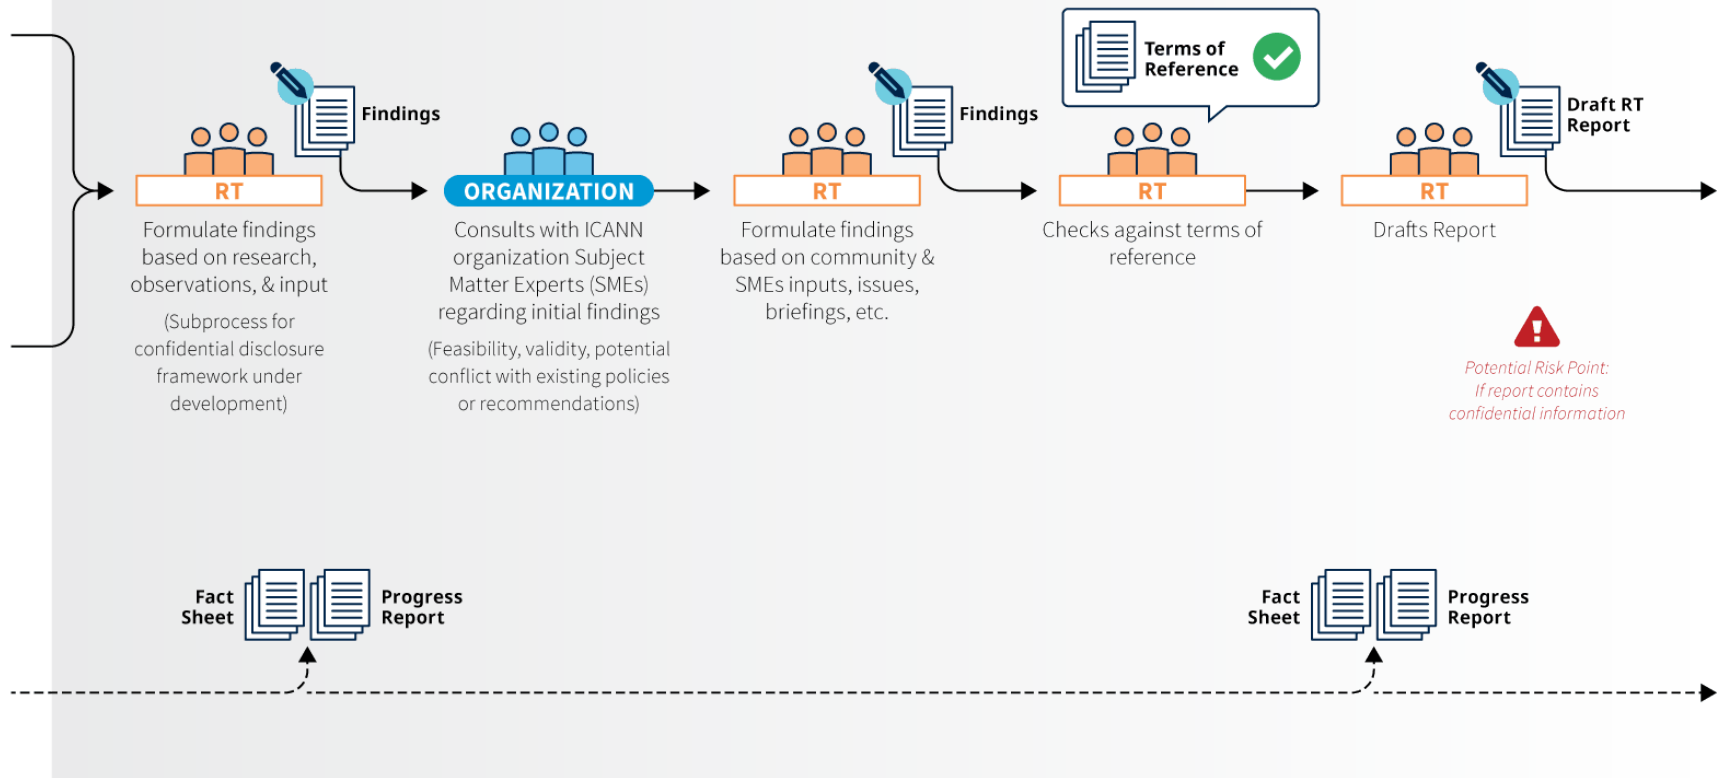 Findings
RT
Formulate findings
based on research,
observations, & input
(Subprocess for
confidential disclosure
framework under
development)
ORGANIZATION
Consults with ICANN
organization Subject
Matter Experts (SMEs)
regarding initial findings
(Feasibility, validity, potential
conflict with existing policies
or recommendations)
Findings
RT
Formulate findings
based on community &
SMEs inputs, issues,
briefings, etc.
Terms of
Reference
RT
Checks against terms of
reference
Draft RT
Report
RT
Drafts Report
Potential Risk Point:
If report contains
confidential information
Fact
Sheet
Progress
Report
Fact
Sheet
Progress
Report